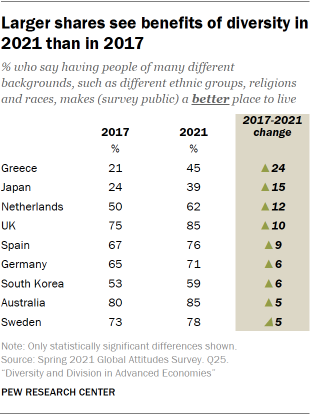 Larger shares see benefits of diversity in
2021 than in 2017
% who say having people of many different
backgrounds, such as different ethnic groups, religions
and races, makes (survey public) a better place to live
2017 2021 2017-2021 change
% %
Greece 21 45 ▲24
Japan 24 39 ▲15
Netherlands 50 62 ▲12
UK 75 85 ▲10
Spain 67 76 ▲9
Germany 65 71 ▲6
South Korea 53 59 ▲6
Australia 80 85 ▲5
Sweden 73 78 ▲5
Note: Only statistically significant differences shown.
Source: Spring 2021 Global Attitudes Survey. Q25.
“Diversity and Division in Advanced Economies”
PEW RESEARCH CENTER